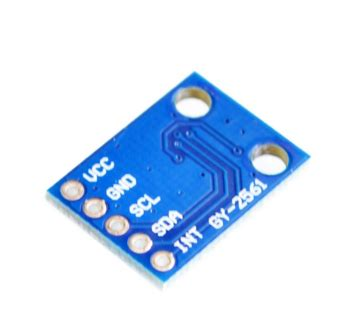 VCC
GND
SCL
SDA
INT GY-2561